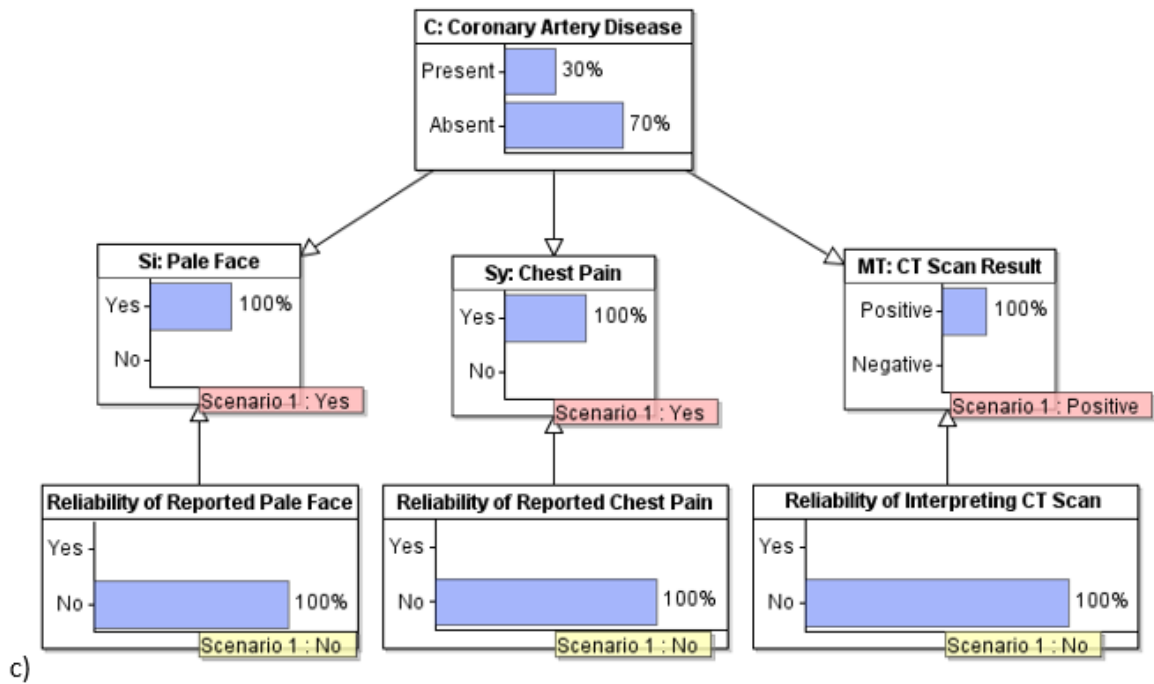 C: Coronary Artery Disease
Present
30%
Absent
70%
Si: Pale Face
Yes
100%
No
Scenario 1 : Yes
Sy: Chest Pain
Yes
100%
No
Scenario 1 : Yes
MT: CT Scan Result
Positive
100%
Negative
Scenario 1 : Positive
Reliability of Reported Pale Face
Yes
No
100%
Scenario 1 : No
Reliability of Reported Chest Pain
Yes
No
100%
Scenario 1 : No
Reliability of Interpreting CT Scan
Yes
No
100%
Scenario 1 : No
c)